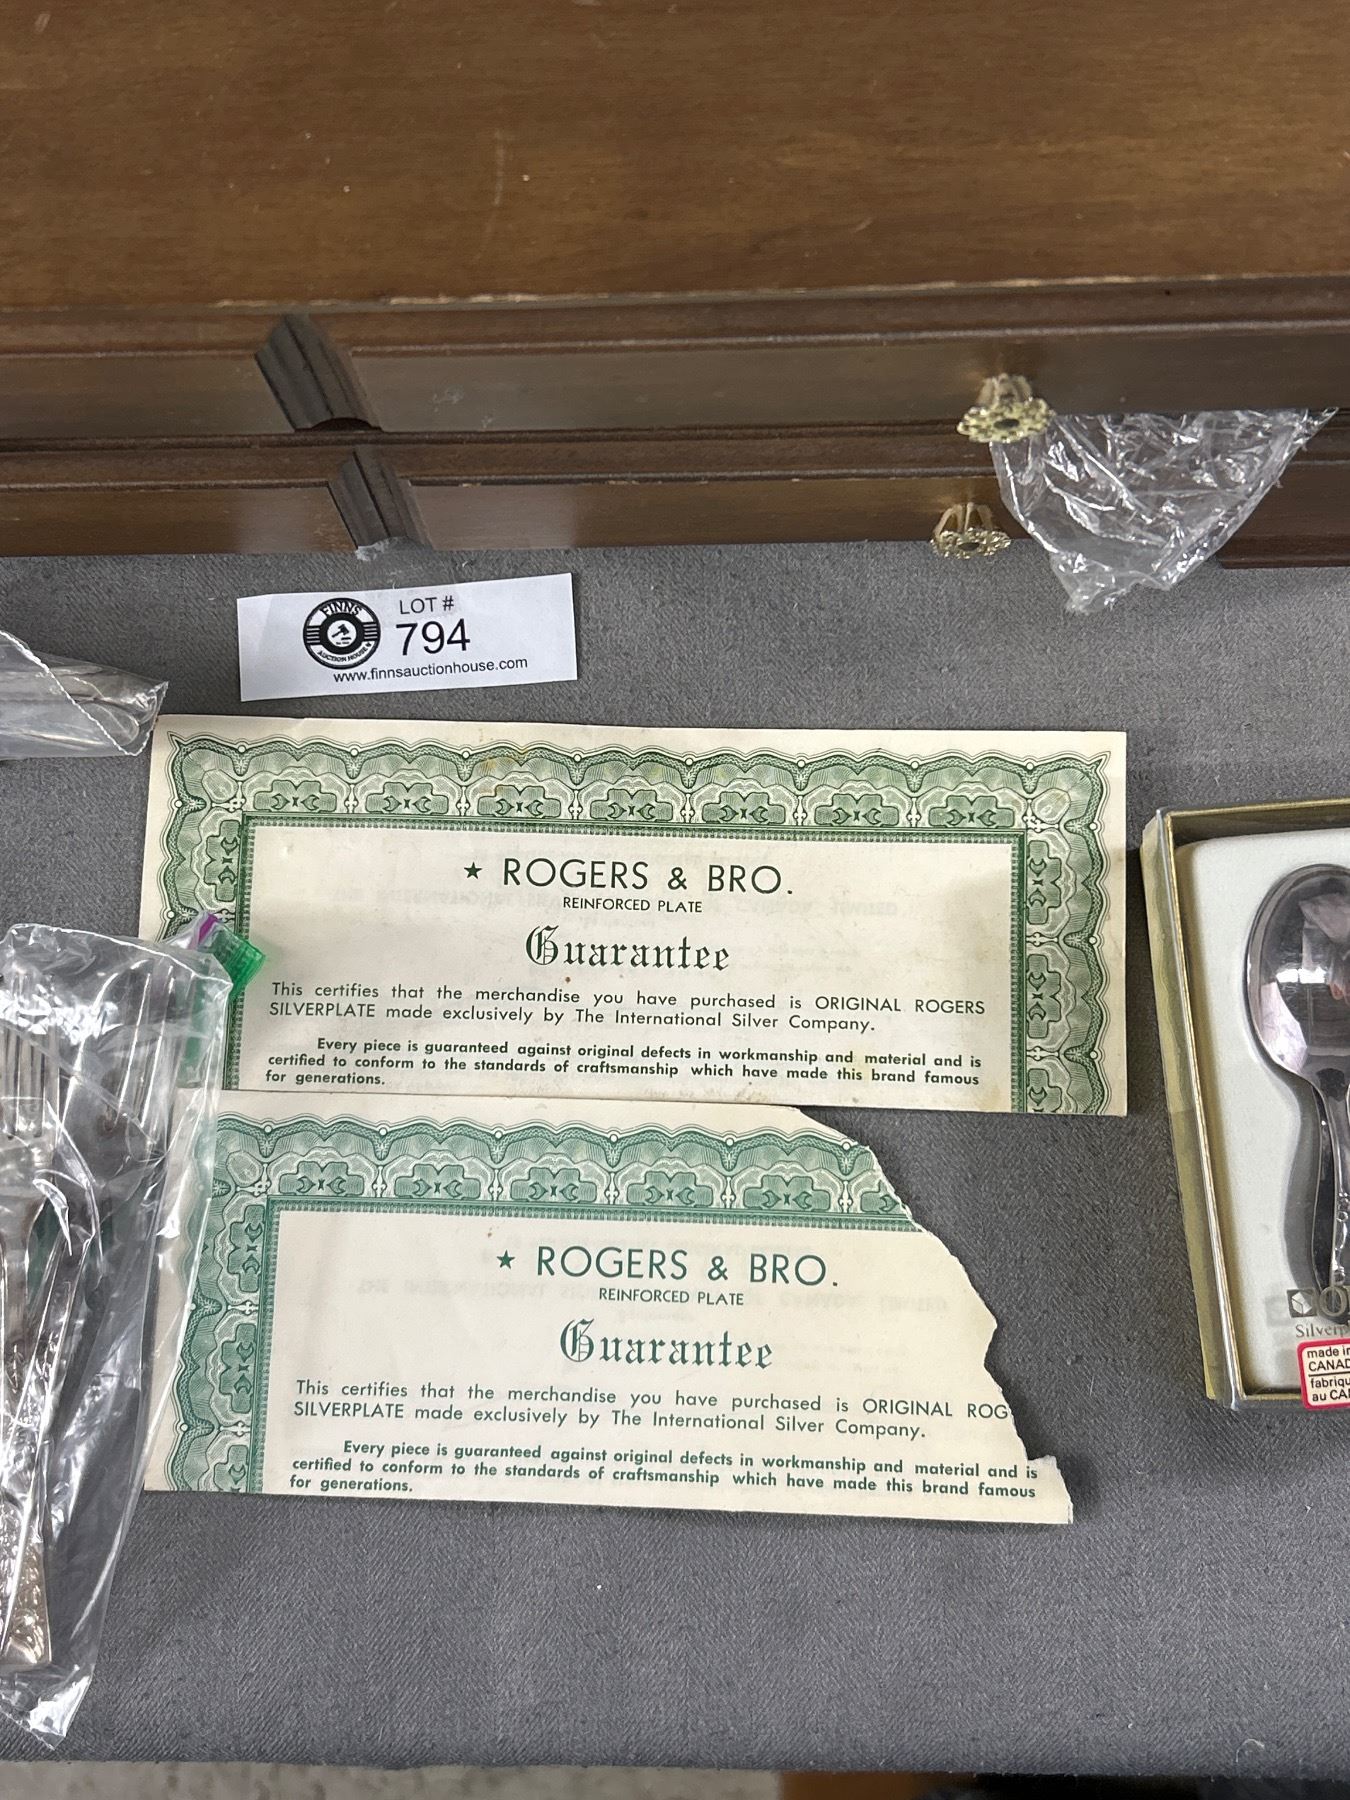 FINNS
AUCTION HOUSE
LOT #
794
www.finnsauctionhouse.com
★ ROGERS & BRO.
REINFORCED PLATE
Guarantee
This certifies that the merchandise you have purchased is ORIGINAL ROGERS
SILVERPLATE made exclusively by The International Silver Company.
Every piece is guaranteed against original defects in workmanship and material and is
certified to conform to the standards of craftsmanship which have made this brand famous
for generations.
★ ROGERS & BRO.
REINFORCED PLATE
Guarantee
This certifies that the merchandise you have purchased is ORIGINAL ROG
SILVERPLATE made exclusively by The International Silver Company.
Every piece is guaranteed against original defects in workmanship and material and is
certified to conform to the standards of craftsmanship which have made this brand famous
for generations.
Silverp
made in
CANAD
fabriqu
au CA